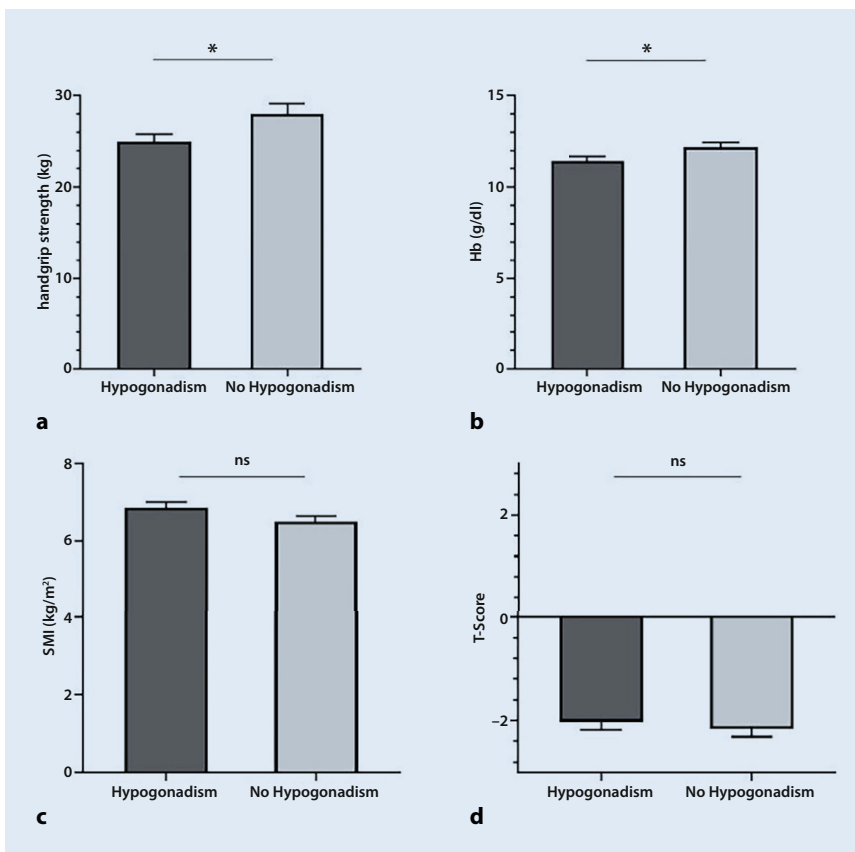 *
30
20
10
0
handgrip strength (kg)
Hypogonadism
No Hypogonadism
a
*
15
10
5
0
Hb (g/dl)
Hypogonadism
No Hypogonadism
b
ns
8
6
4
2
0
SMI (kg/m²)
Hypogonadism
No Hypogonadism
c
ns
2
0
−2
T-Score
Hypogonadism
No Hypogonadism
d